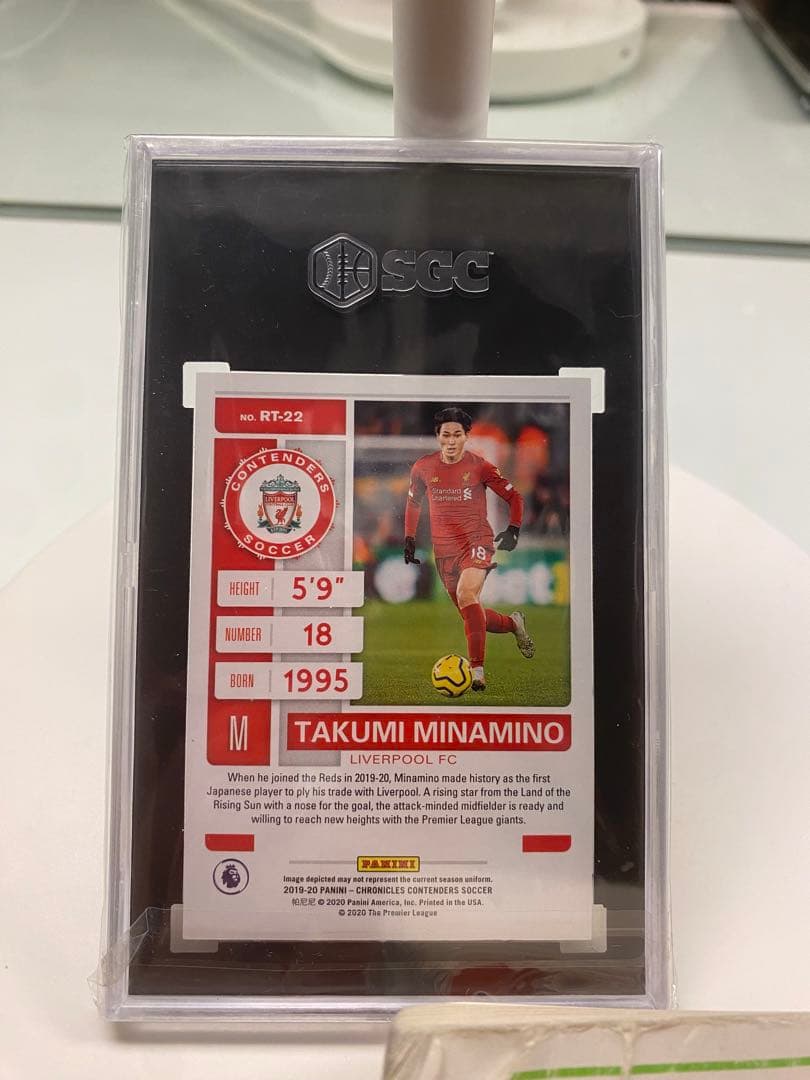 SGC
NO. RT-22
CONTENDERS
LIVERPOOL
SOCCER
Standard
Chartered
18
HEIGHT 5'9"
NUMBER 18
BORN 1995
M TAKUMI MINAMINO
LIVERPOOL FC
When he joined the Reds in 2019-20, Minamino made history as the first
Japanese player to ply his trade with Liverpool. A rising star from the Land of the
Rising Sun with a nose for the goal, the attack-minded midfielder is ready and
willing to reach new heights with the Premier League giants.
PANINI
Image depicted may not represent the current season uniform.
2019-20 PANINI – CHRONICLES CONTENDERS SOCCER
帕尼尼 © 2020 Panini America, Inc. Printed in the USA.
© 2020 The Premier League